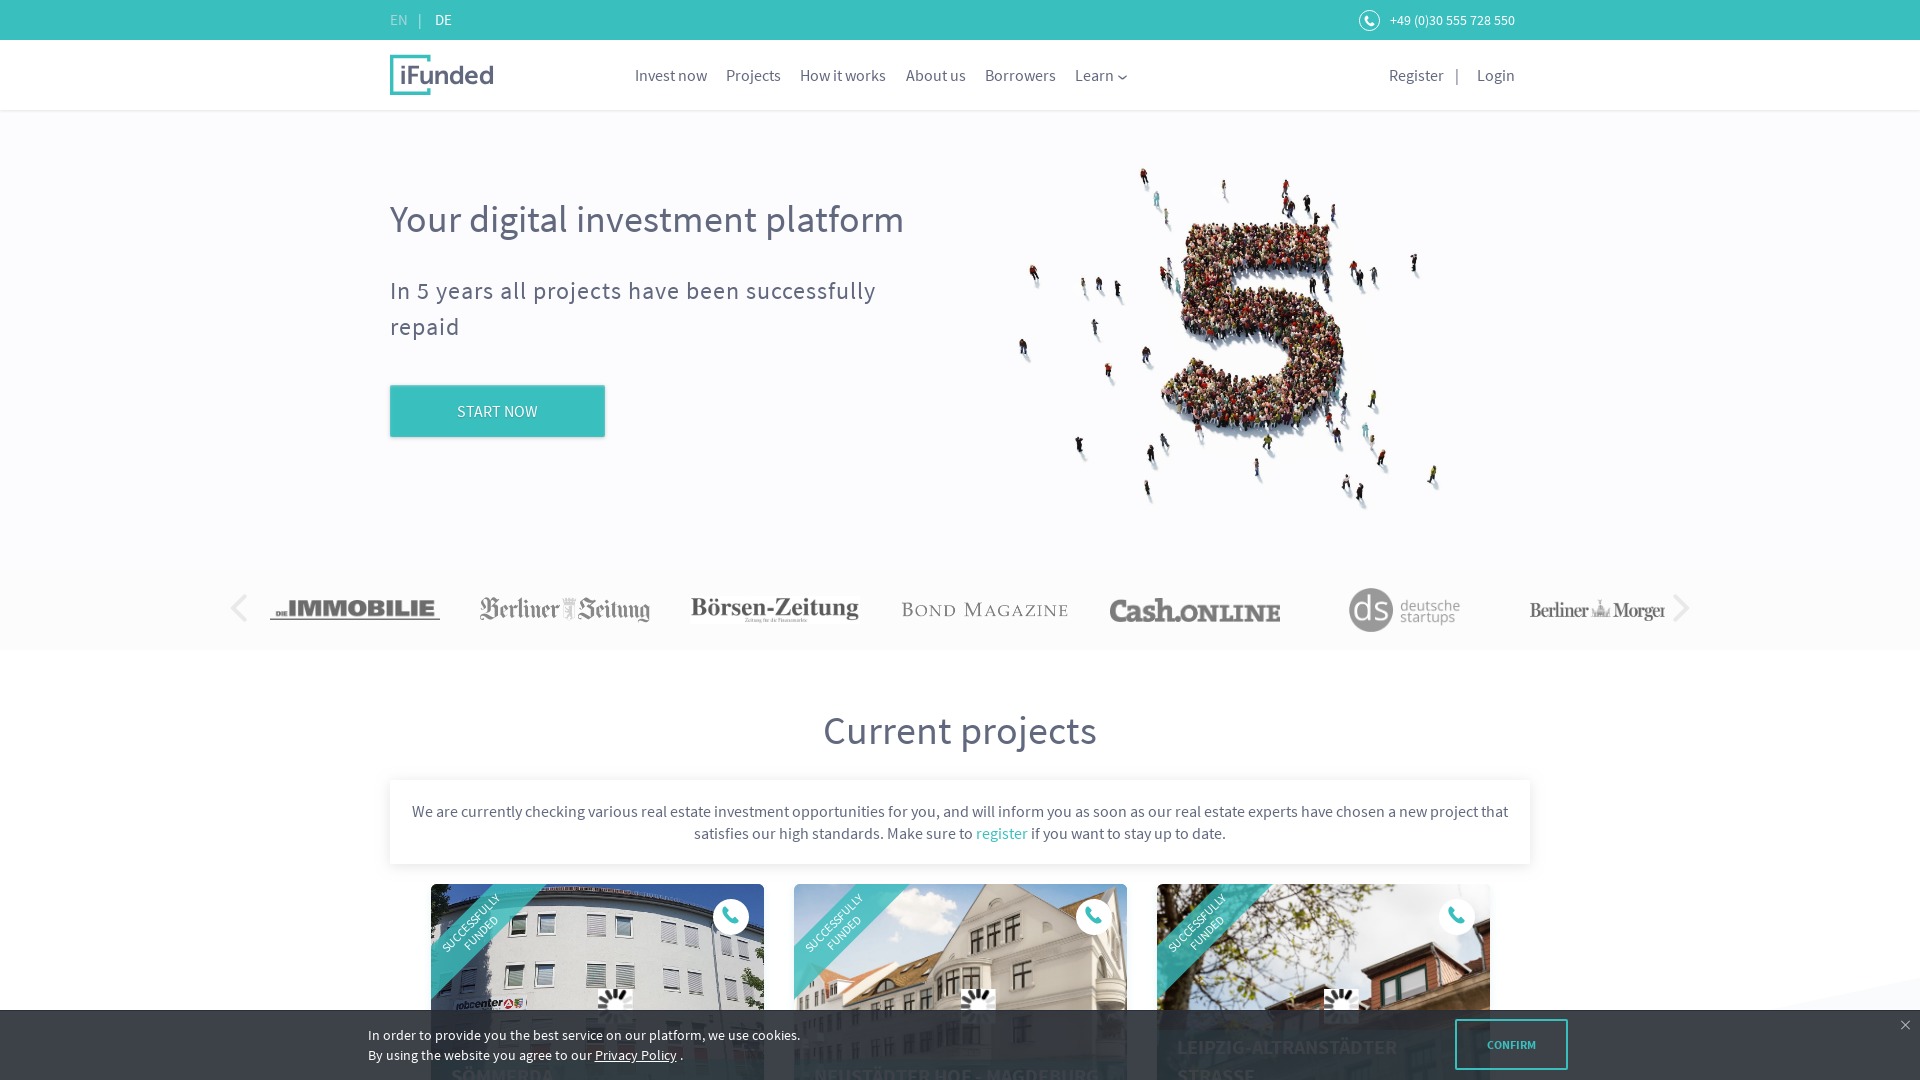 EN | DE
+49 (0)30 555 728 550
iFunded
Invest now Projects How it works About us Borrowers Learn
Register | Login
Your digital investment platform
In 5 years all projects have been successfully
repaid
START NOW
DIE IMMOBILIE
Berliner Zeitung
Börsen-Zeitung
Zeitung für die Finanzmärkte
BOND MAGAZINE
Cash.ONLINE
ds deutsche
startups
Berliner Morgen
Current projects
We are currently checking various real estate investment opportunities for you, and will inform you as soon as our real estate experts have chosen a new project that
satisfies our high standards. Make sure to register if you want to stay up to date.
SUCCESSFULLY
FUNDED
jobcenter
SÖMMERDA
SUCCESSFULLY
FUNDED
NEUSTÄDTER HOF - MAGDEBURG
SUCCESSFULLY
FUNDED
LEIPZIG-ALTRANSTÄDTER
STRASSE
In order to provide you the best service on our platform, we use cookies.
By using the website you agree to our Privacy Policy .
CONFIRM